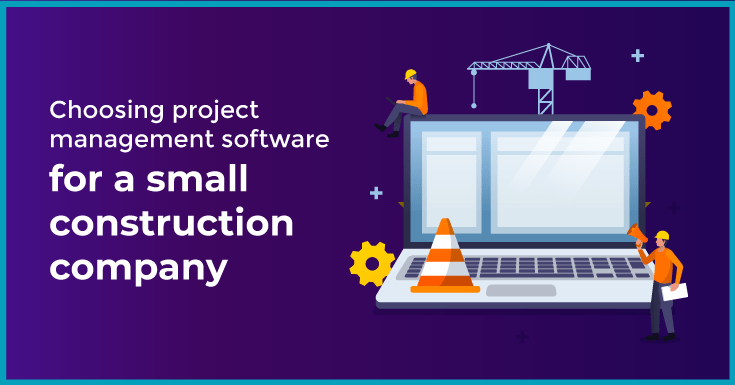 Choosing project
management software
for a small
construction
company